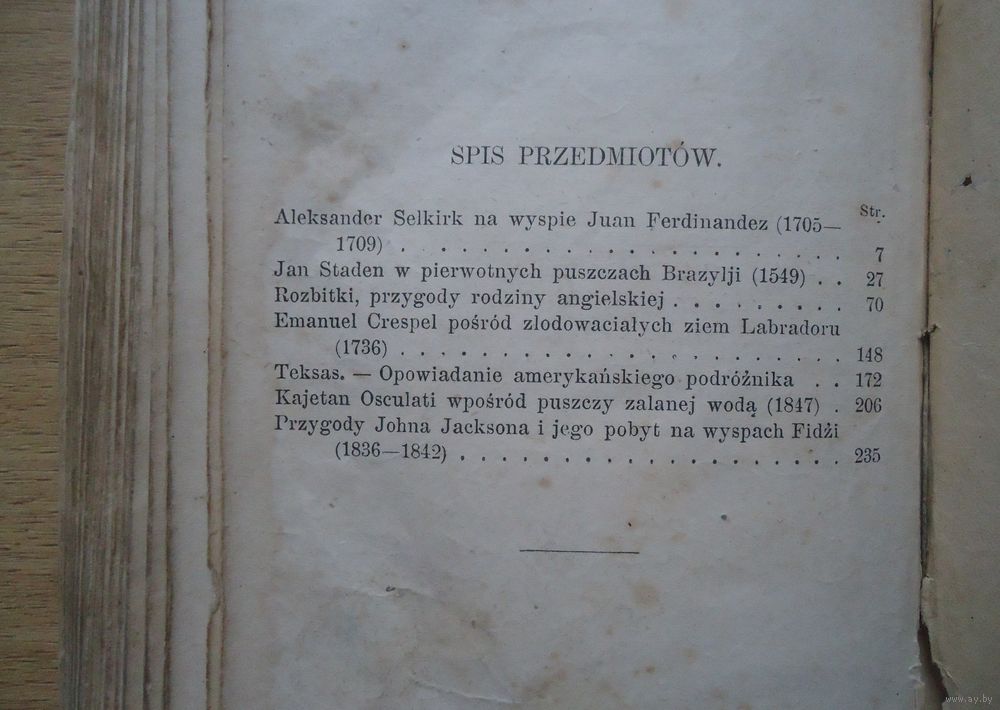 SPIS PRZEDMIOTÓW.
Str.
Aleksander Selkirk na wyspie Juan Ferdinandez (1705—
1709) . . . . . . . . . . . . . . . . . . . . 7
Jan Staden w pierwotnych puszczach Brazylji (1549) . . 27
Rozbitki, przygody rodziny angielskiej . . . . . . . . . 70
Emanuel Crespel pośród zlodowaciałych ziem Labradoru
(1736) . . . . . . . . . . . . . . . . . . . . 148
Teksas. — Opowiadanie amerykańskiego podróżnika . . 172
Kajetan Osculati wpośród puszczy zalanej wodą (1847) . 206
Przygody Johna Jacksona i jego pobyt na wyspach Fidżi
(1836—1842) . . . . . . . . . . . . . . . . . . . 235
www.ay.by